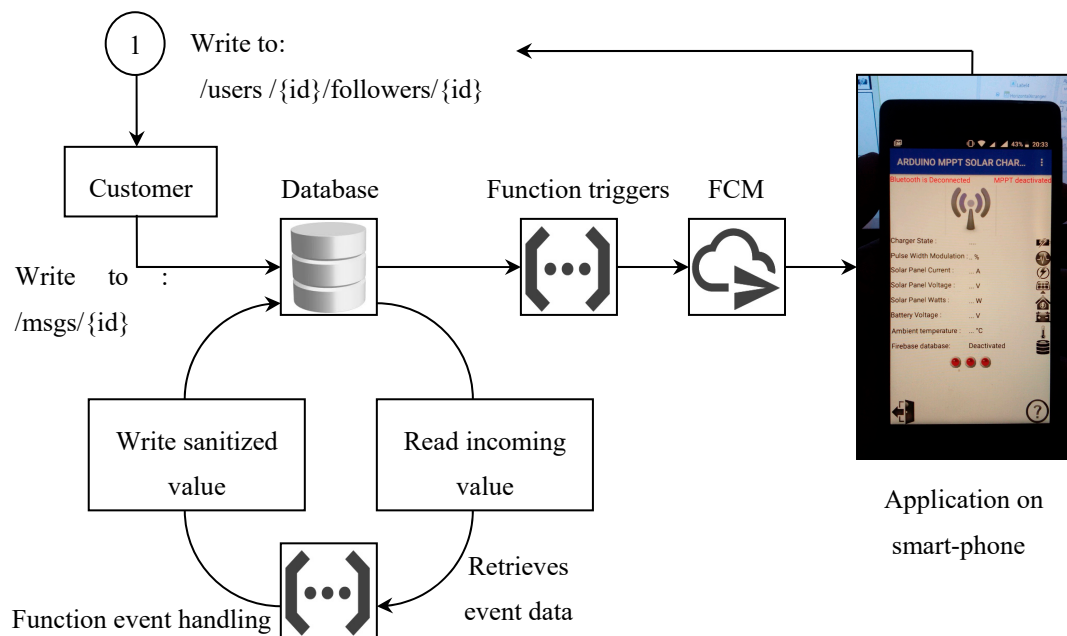 1
Write to:
/users /{id}/followers/{id}
Customer
Database
Function triggers
FCM
Write to :
/msgs/{id}
Write sanitized
value
Read incoming
value
Function event handling
Retrieves
event data
43% 20:33
ARDUINO MPPT SOLAR CHAR...
Bluetooth is Deconnected MPPT deactivated
Charger State : ....
Pulse Width Modulation : .. %
Solar Panel Current : ... A
Solar Panel Voltage : ... V
Solar Panel Watts : ... W
Battery Voltage : ... V
Ambient temperature : ... °C
Firebase database: Deactivated
?
Application on
smart-phone